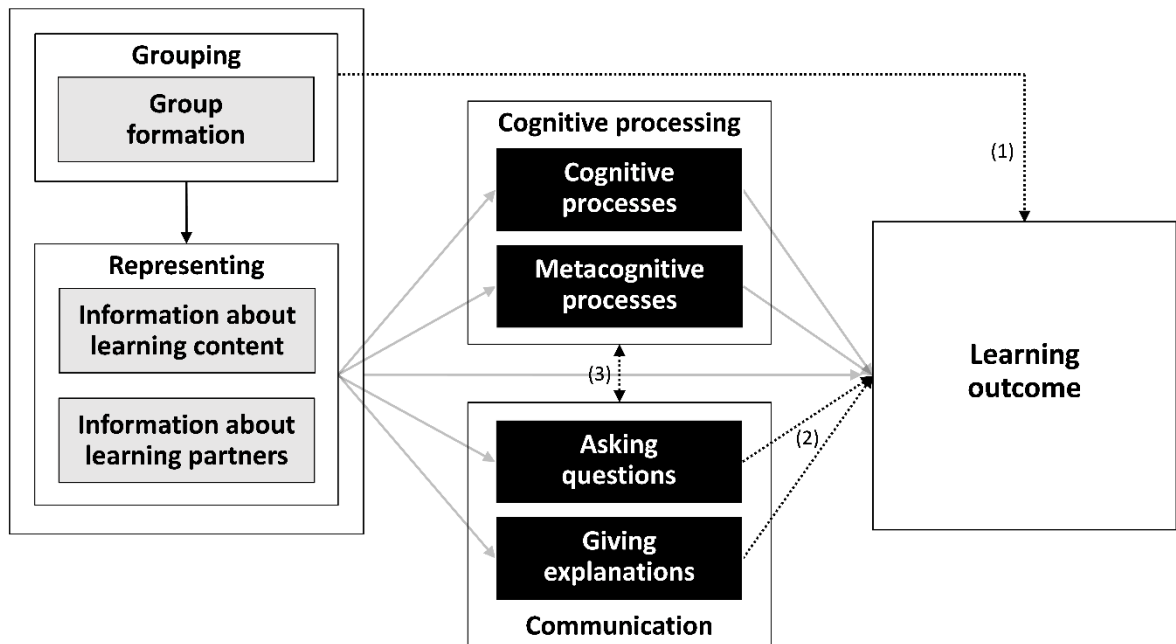 Grouping
Group
formation
Representing
Information about
learning content
Information about
learning partners
Cognitive processing
Cognitive
processes
Metacognitive
processes
(3)
Asking
questions
Giving
explanations
Communication
(1)
(2)
Learning
outcome